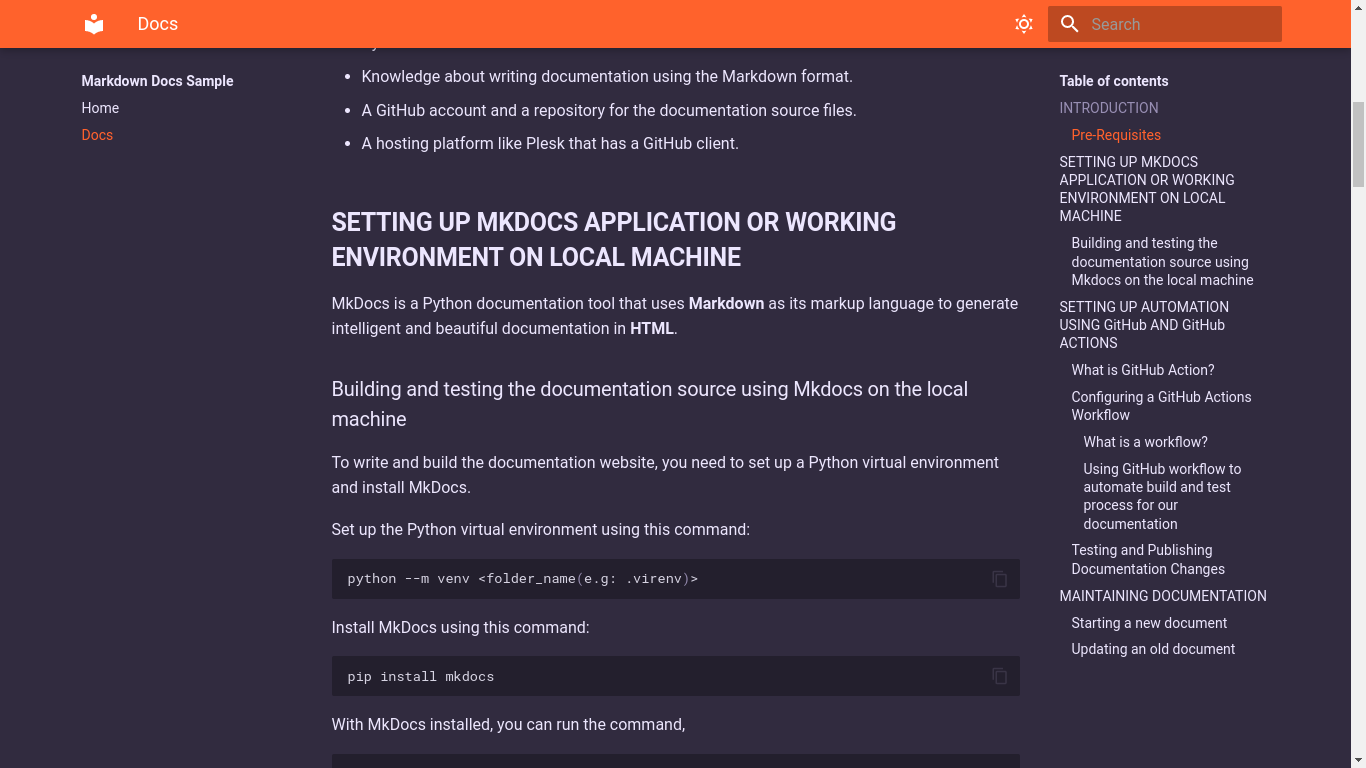 Docs
Search
Markdown Docs Sample
Home
Docs
Knowledge about writing documentation using the Markdown format.
A GitHub account and a repository for the documentation source files.
A hosting platform like Plesk that has a GitHub client.
SETTING UP MKDOCS APPLICATION OR WORKING
ENVIRONMENT ON LOCAL MACHINE
MkDocs is a Python documentation tool that uses Markdown as its markup language to generate
intelligent and beautiful documentation in HTML.
Building and testing the documentation source using Mkdocs on the local
machine
To write and build the documentation website, you need to set up a Python virtual environment
and install MkDocs.
Set up the Python virtual environment using this command:
python --m venv <folder_name(e.g: .virenv)>
Install MkDocs using this command:
pip install mkdocs
With MkDocs installed, you can run the command,
Table of contents
INTRODUCTION
Pre-Requisites
SETTING UP MKDOCS
APPLICATION OR WORKING
ENVIRONMENT ON LOCAL
MACHINE
Building and testing the
documentation source using
Mkdocs on the local machine
SETTING UP AUTOMATION
USING GitHub AND GitHub
ACTIONS
What is GitHub Action?
Configuring a GitHub Actions
Workflow
What is a workflow?
Using GitHub workflow to
automate build and test
process for our
documentation
Testing and Publishing
Documentation Changes
MAINTAINING DOCUMENTATION
Starting a new document
Updating an old document